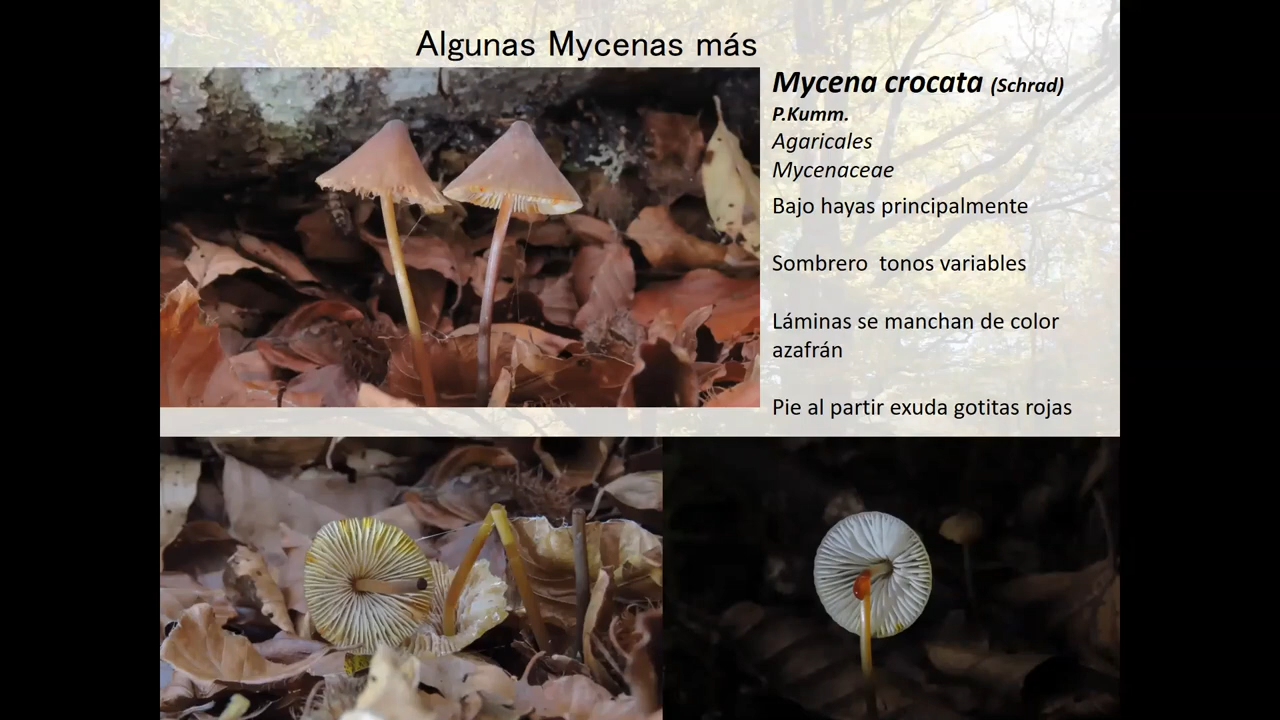 Algunas Mycenas más
Mycena crocata (Schrad)
P.Kumm.
Agaricales
Mycenaceae
Bajo hayas principalmente
Sombrero  tonos variables
Láminas se manchan de color
azafrán
Pie al partir exuda gotitas rojas